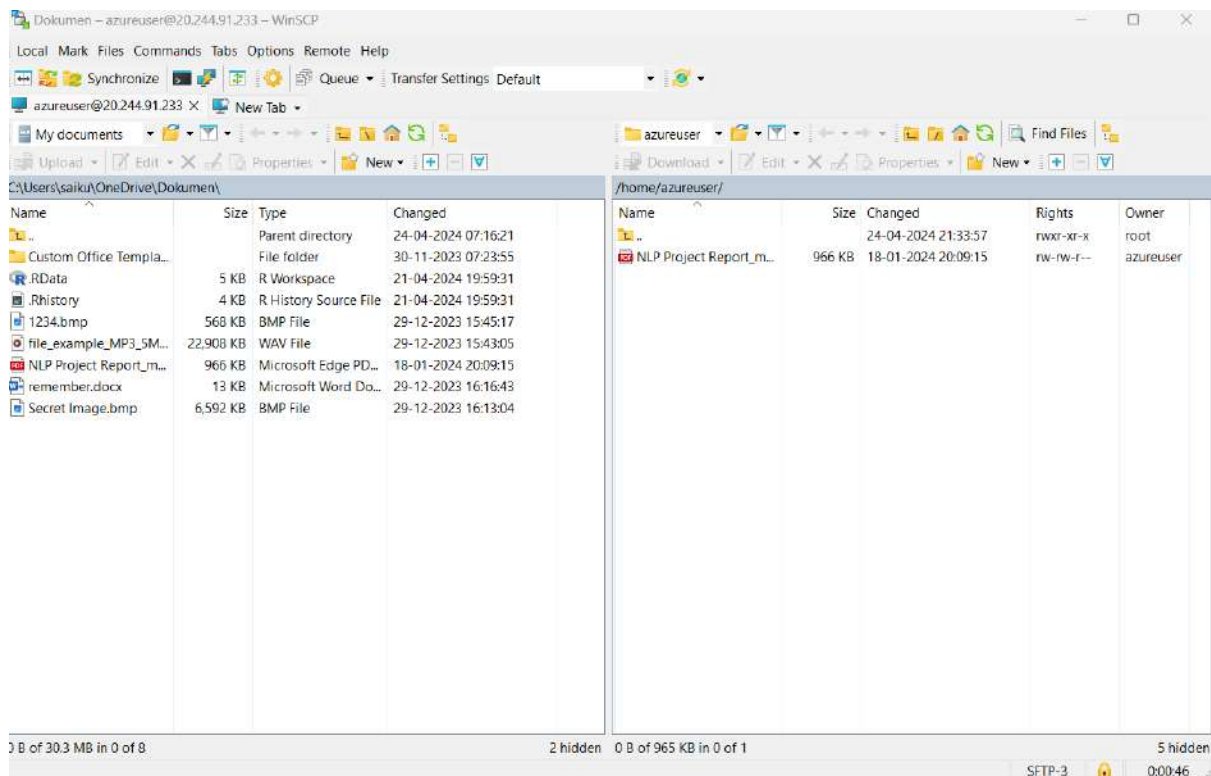 Dokumen – azureuser@20.244.91.233 – WinSCP
Local Mark Files Commands Tabs Options Remote Help
Synchronize Queue Transfer Settings Default
azureuser@20.244.91.233 New Tab
My documents
Upload Edit Properties New
C:\Users\saiku\OneDrive\Dokumen\
Name Size Type Changed
.. Parent directory 24-04-2024 07:16:21
Custom Office Templa... File folder 30-11-2023 07:23:55
.RData 5 KB R Workspace 21-04-2024 19:59:31
.Rhistory 4 KB R History Source File 21-04-2024 19:59:31
1234.bmp 568 KB BMP File 29-12-2023 15:45:17
file_example_MP3_5M... 22,908 KB WAV File 29-12-2023 15:43:05
NLP Project Report_m... 966 KB Microsoft Edge PD... 18-01-2024 20:09:15
remember.docx 13 KB Microsoft Word Do... 29-12-2023 16:16:43
Secret Image.bmp 6,592 KB BMP File 29-12-2023 16:13:04
0 B of 30.3 MB in 0 of 8 2 hidden
azureuser Find Files
Download Edit Properties New
/home/azureuser/
Name Size Changed Rights Owner
.. 24-04-2024 21:33:57 rwxr-xr-x root
NLP Project Report_m... 966 KB 18-01-2024 20:09:15 rw-rw-r-- azureuser
0 B of 965 KB in 0 of 1 5 hidden
SFTP-3 0:00:46